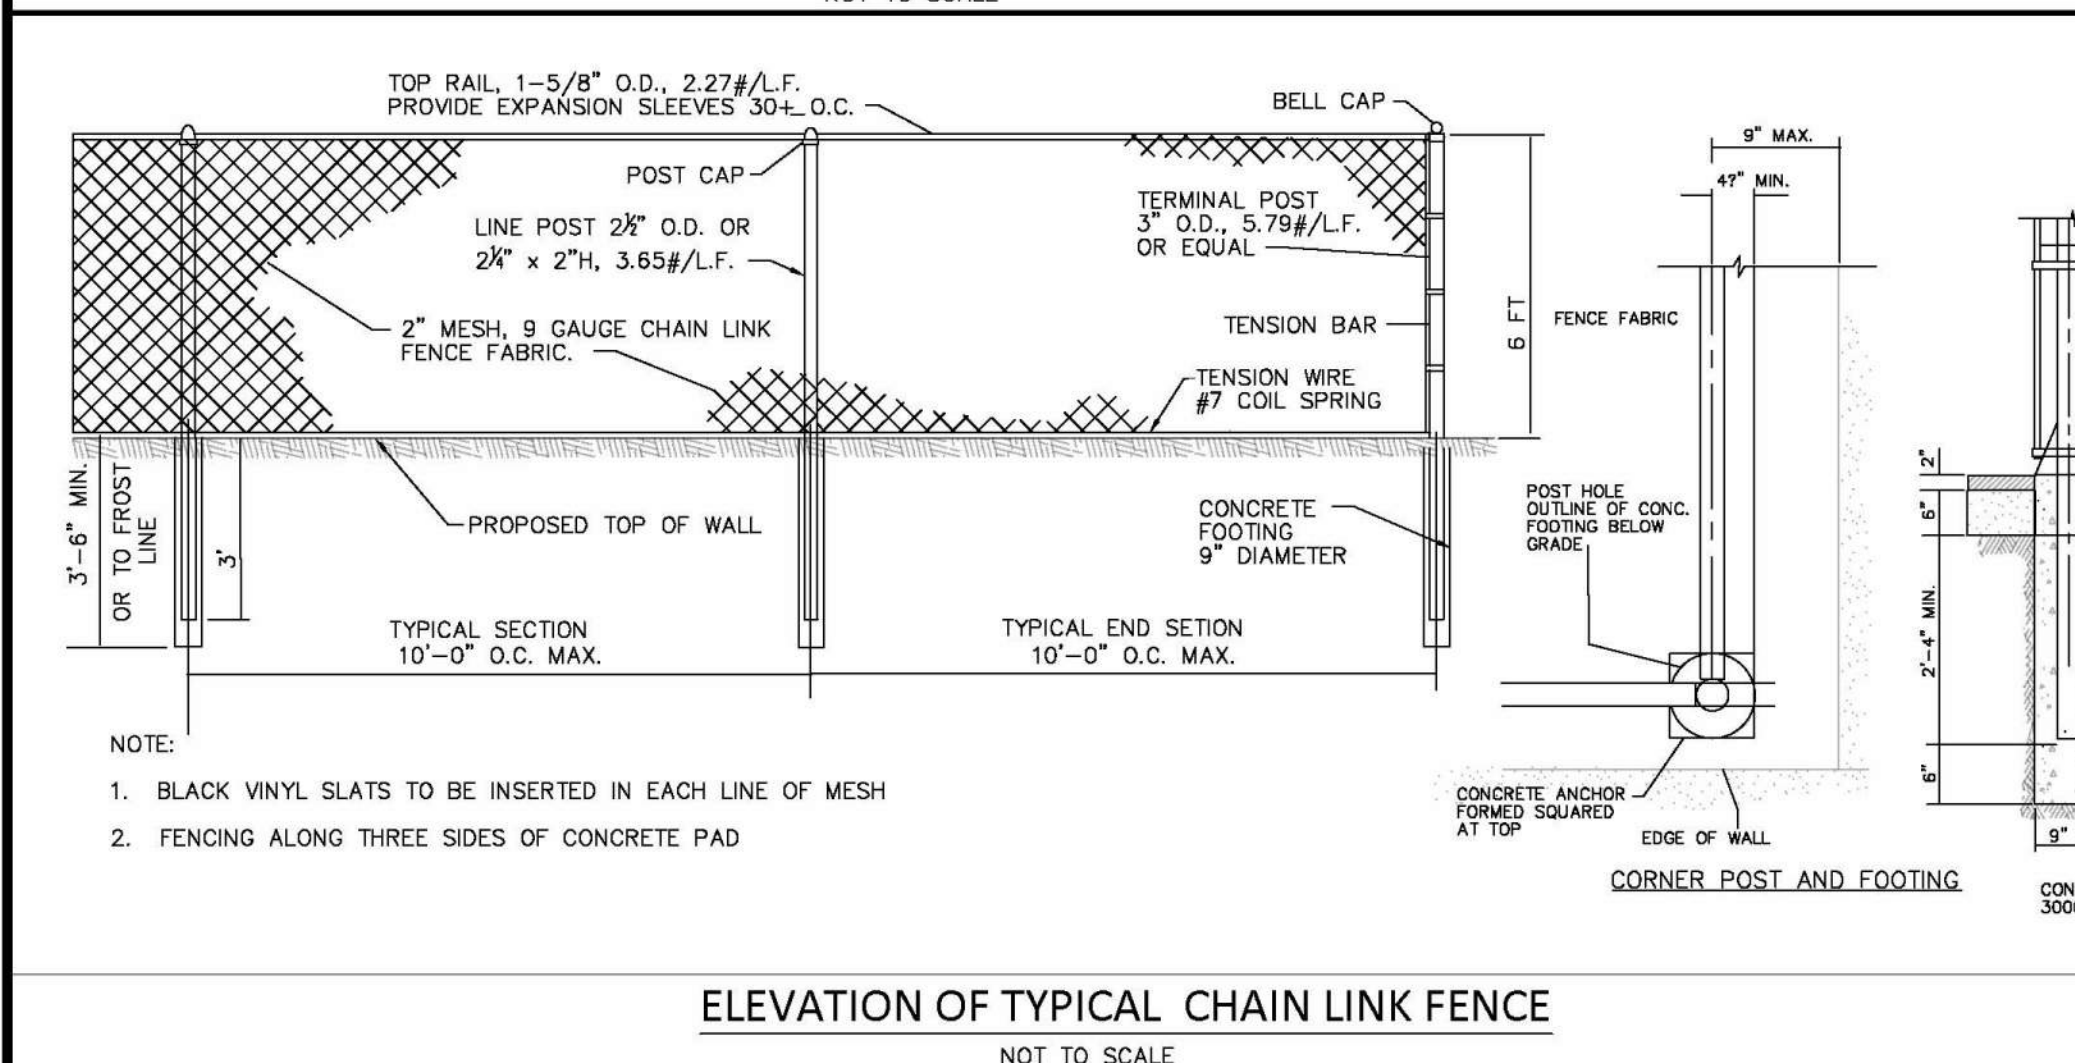 NOT TO SCALE
TOP RAIL, 1-5/8" O.D., 2.27#/L.F.
PROVIDE EXPANSION SLEEVES 30+ O.C.
BELL CAP
POST CAP
LINE POST 2½" O.D. OR
2¼" x 2"H, 3.65#/L.F.
TERMINAL POST
3" O.D., 5.79#/L.F.
OR EQUAL
2" MESH, 9 GAUGE CHAIN LINK
FENCE FABRIC.
TENSION BAR
TENSION WIRE
#7 COIL SPRING
6 FT
3'-6" MIN.
OR TO FROST
LINE
3'
PROPOSED TOP OF WALL
CONCRETE
FOOTING
9" DIAMETER
TYPICAL SECTION
10'-0" O.C. MAX.
TYPICAL END SETION
10'-0" O.C. MAX.
NOTE:
1. BLACK VINYL SLATS TO BE INSERTED IN EACH LINE OF MESH
2. FENCING ALONG THREE SIDES OF CONCRETE PAD
9" MAX.
4?" MIN.
FENCE FABRIC
POST HOLE
OUTLINE OF CONC.
FOOTING BELOW
GRADE
CONCRETE ANCHOR
FORMED SQUARED
AT TOP
EDGE OF WALL
CORNER POST AND FOOTING
2"
6"
2'-4" MIN.
6"
9"
ELEVATION OF TYPICAL CHAIN LINK FENCE
NOT TO SCALE